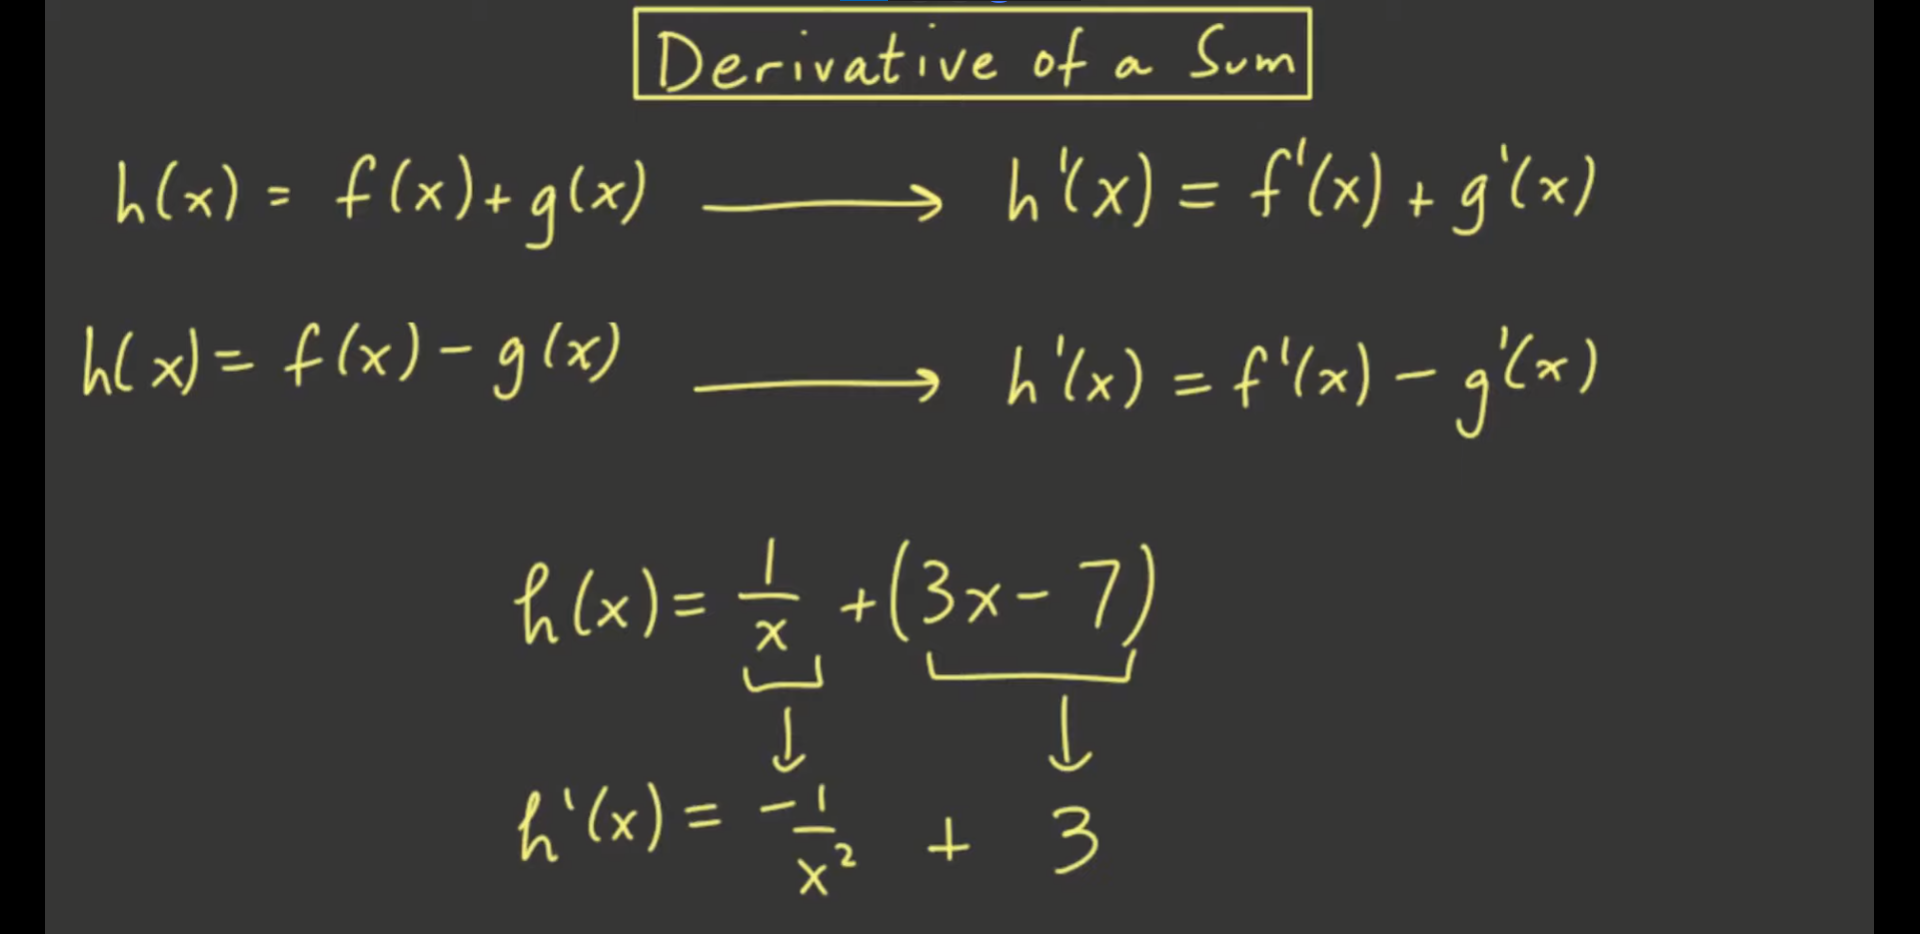 Derivative of a Sum
h(x) = f(x)+g(x) ⟶ h'(x) = f'(x) + g'(x)
h(x) = f(x) - g(x) ⟶ h'(x) = f'(x) - g'(x)
h(x) = 1/x + (3x - 7)
↓ ↓
h'(x) = -1/x² + 3